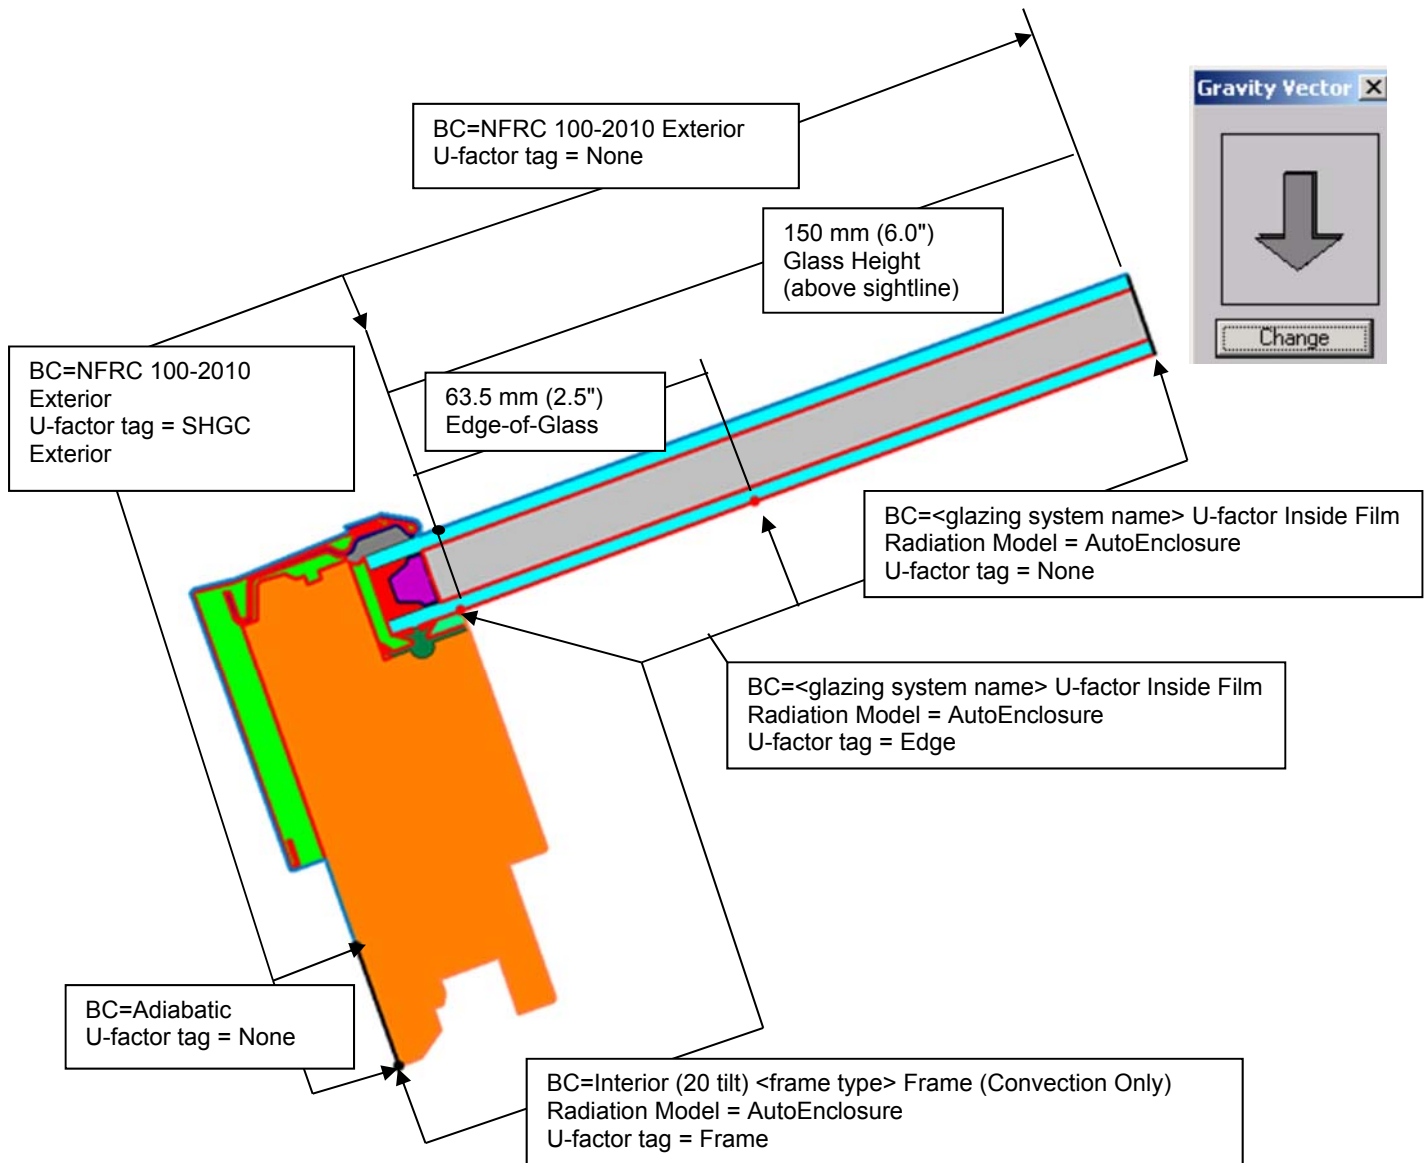 BC=NFRC 100-2010 Exterior
U-factor tag = None
Gravity Vector
Change
150 mm (6.0")
Glass Height
(above sightline)
BC=NFRC 100-2010
Exterior
U-factor tag = SHGC
Exterior
63.5 mm (2.5")
Edge-of-Glass
BC=<glazing system name> U-factor Inside Film
Radiation Model = AutoEnclosure
U-factor tag = None
BC=<glazing system name> U-factor Inside Film
Radiation Model = AutoEnclosure
U-factor tag = Edge
BC=Adiabatic
U-factor tag = None
BC=Interior (20 tilt) <frame type> Frame (Convection Only)
Radiation Model = AutoEnclosure
U-factor tag = Frame